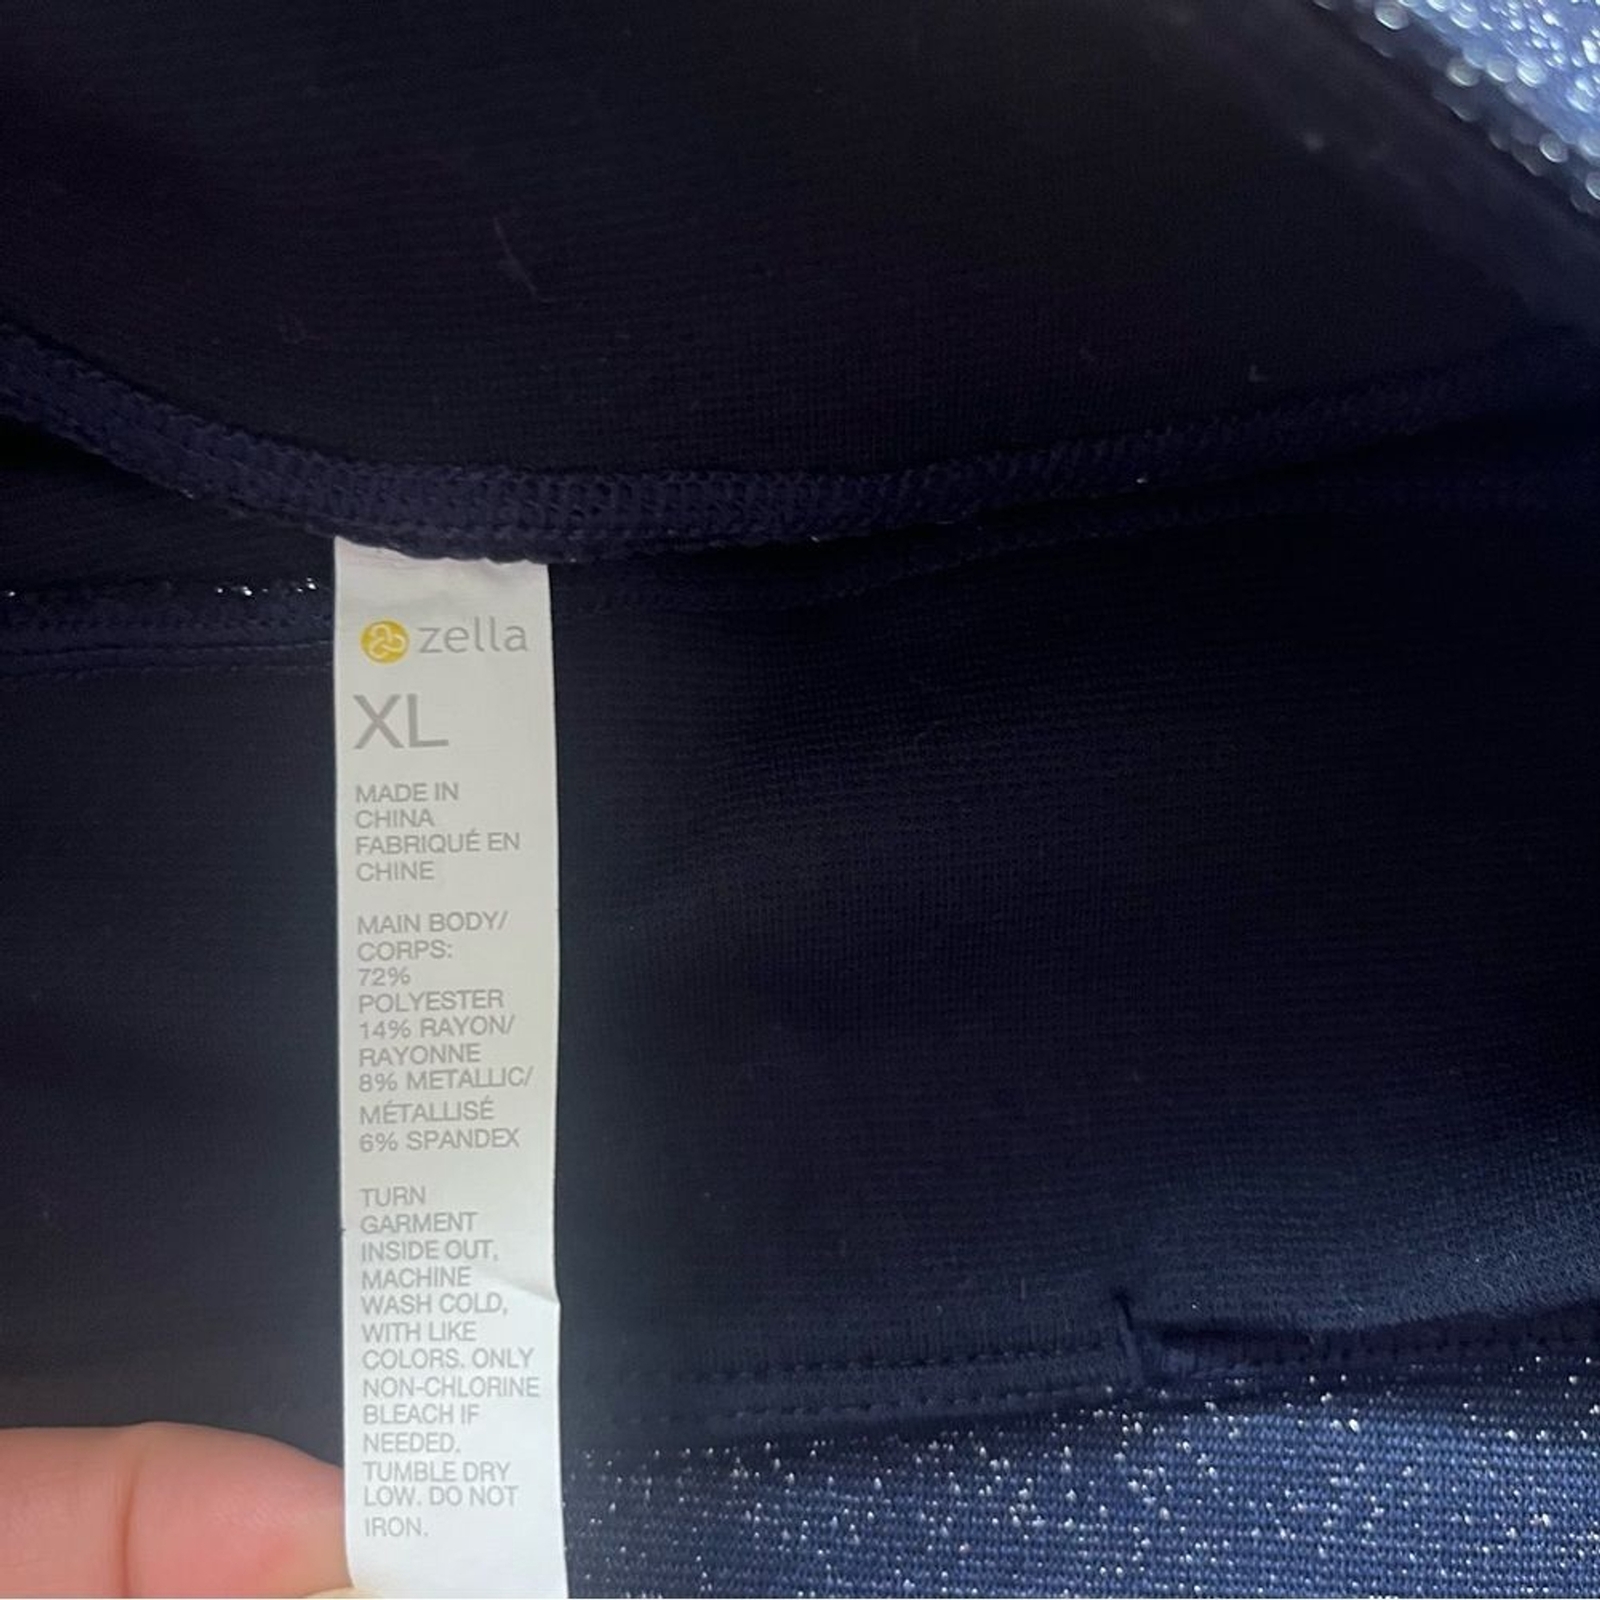 zella
XL
MADE IN
CHINA
FABRIQUÉ EN
CHINE
MAIN BODY/
CORPS:
72%
POLYESTER
14% RAYON/
RAYONNE
8% METALLIC/
MÉTALLISÉ
6% SPANDEX
TURN
GARMENT
INSIDE OUT,
MACHINE
WASH COLD,
WITH LIKE
COLORS. ONLY
NON-CHLORINE
BLEACH IF
NEEDED.
TUMBLE DRY
LOW. DO NOT
IRON.